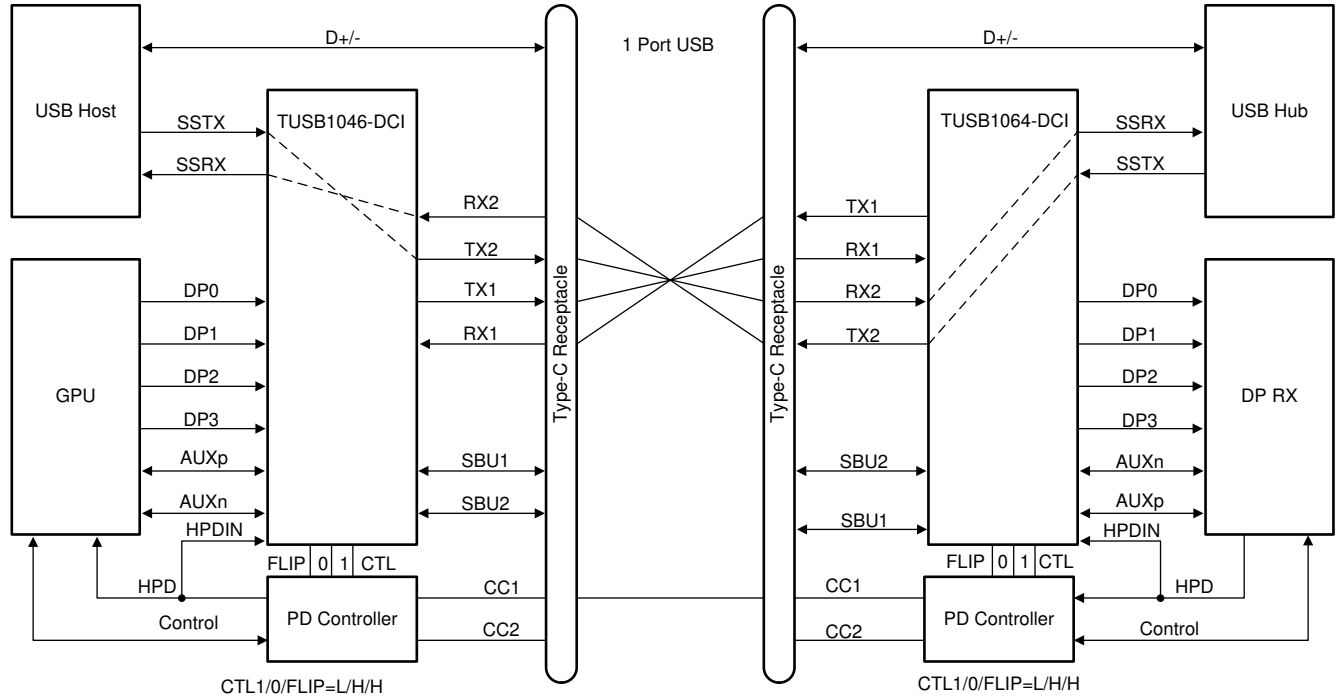 D+/-
1 Port USB
D+/-
USB Host
TUSB1046-DCI
TUSB1064-DCI
USB Hub
SSTX
SSRX
SSRX
SSTX
RX2
TX2
TX1
RX1
TX1
RX1
RX2
TX2
Type-C Receptacle
Type-C Receptacle
GPU
DP0
DP1
DP2
DP3
AUXp
AUXn
HPDIN
SBU1
SBU2
SBU2
SBU1
DP0
DP1
DP2
DP3
AUXn
AUXp
HPDIN
DP RX
FLIP 0 1 CTL
FLIP 0 1 CTL
HPD
Control
PD Controller
CC1
CC2
CC1
CC2
PD Controller
HPD
Control
CTL1/0/FLIP=L/H/H
CTL1/0/FLIP=L/H/H